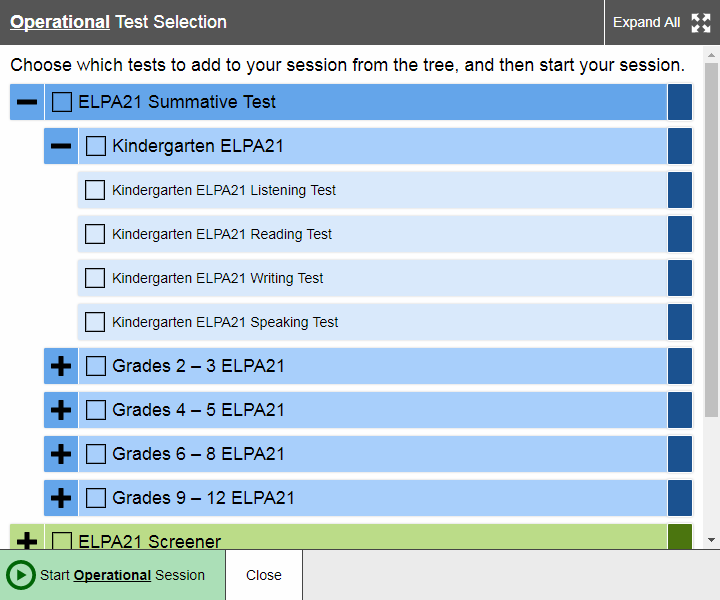 Operational Test Selection
Expand All
Choose which tests to add to your session from the tree, and then start your session.
ELPA21 Summative Test
Kindergarten ELPA21
Kindergarten ELPA21 Listening Test
Kindergarten ELPA21 Reading Test
Kindergarten ELPA21 Writing Test
Kindergarten ELPA21 Speaking Test
Grades 2 – 3 ELPA21
Grades 4 – 5 ELPA21
Grades 6 – 8 ELPA21
Grades 9 – 12 ELPA21
ELPA21 Screener
Start Operational Session
Close